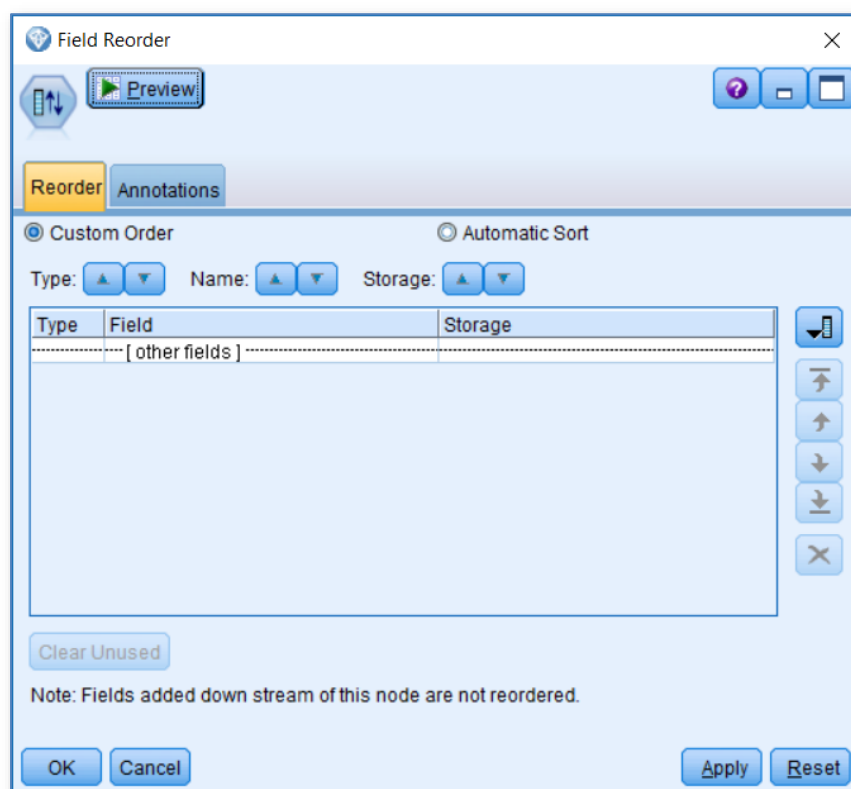 Field Reorder
Preview
Reorder Annotations
Custom Order Automatic Sort
Type: Name: Storage:
Type Field Storage
[ other fields ]
Clear Unused
Note: Fields added down stream of this node are not reordered.
OK Cancel Apply Reset